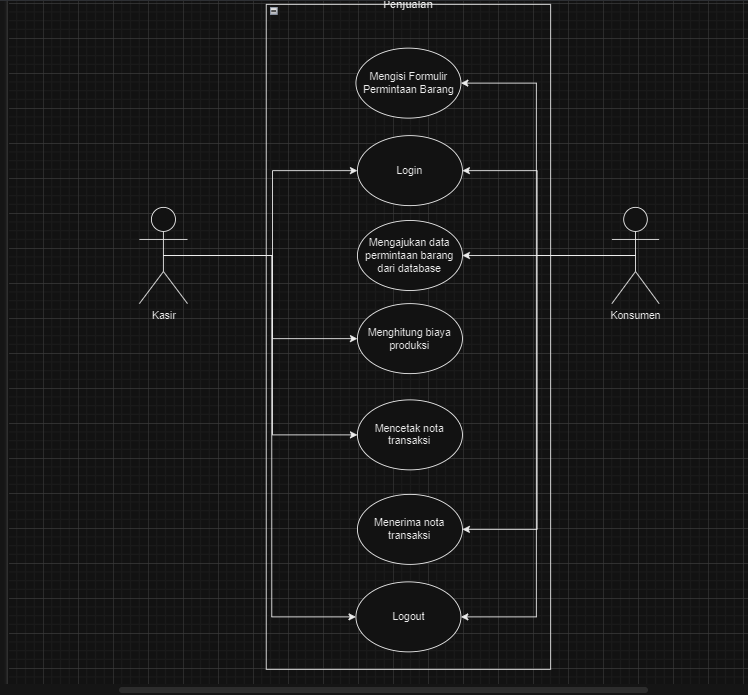 Penjualan
Mengisi Formulir
Permintaan Barang
Login
Mengajukan data
permintaan barang
dari database
Kasir
Konsumen
Menghitung biaya
produksi
Mencetak nota
transaksi
Menerima nota
transaksi
Logout